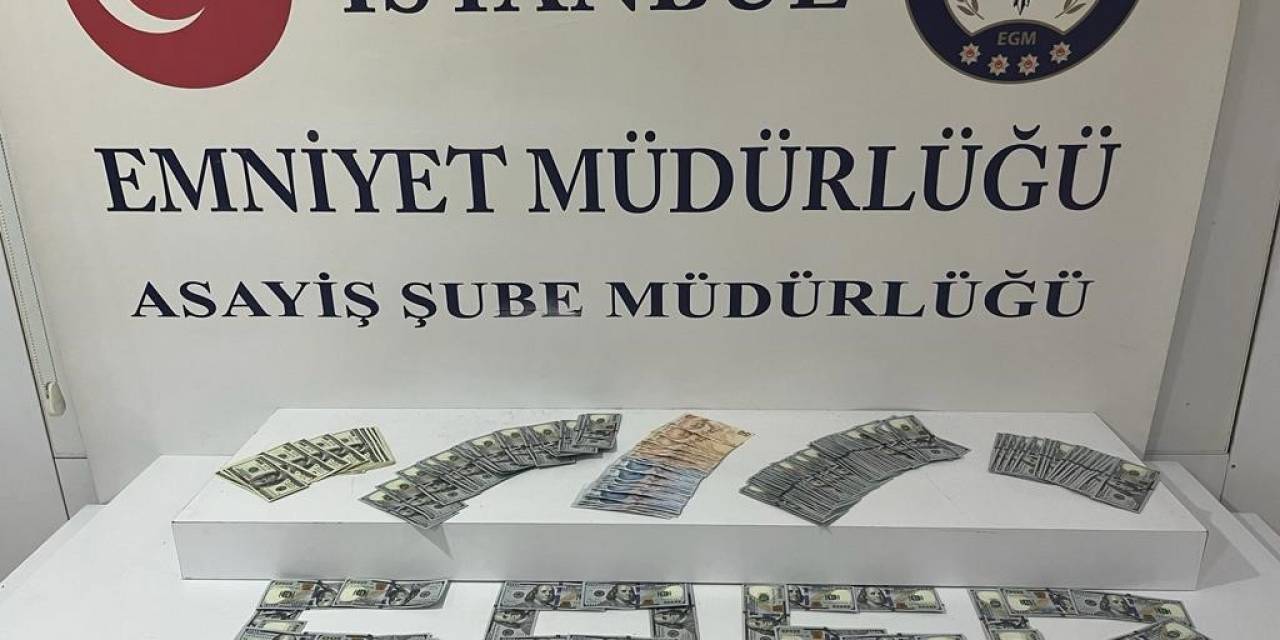 İSTANBUL
EGM
EMNİYET MÜDÜRLÜĞÜ
ASAYİŞ ŞUBE MÜDÜRLÜĞÜ